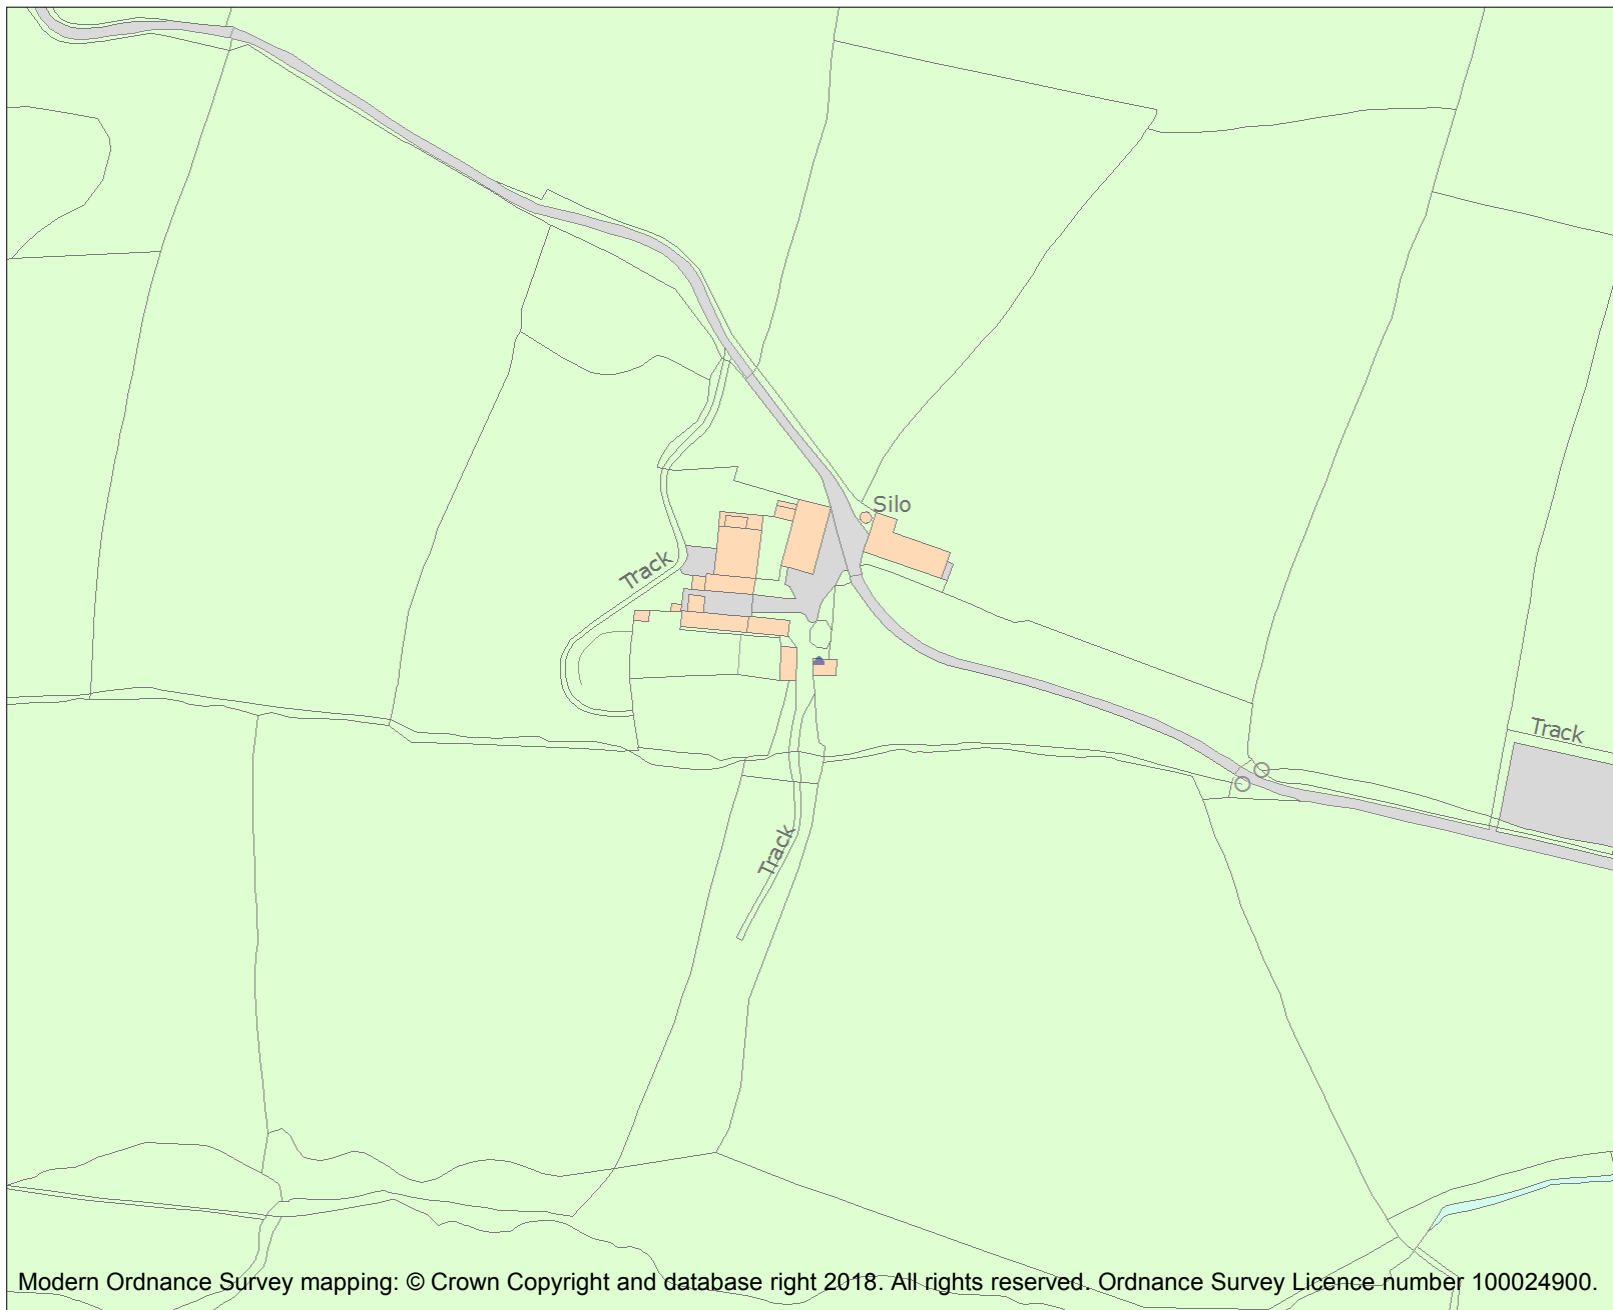 Silo
Track
Track
Track
Modern Ordnance Survey mapping: © Crown Copyright and database right 2018. All rights reserved. Ordnance Survey Licence number 100024900.